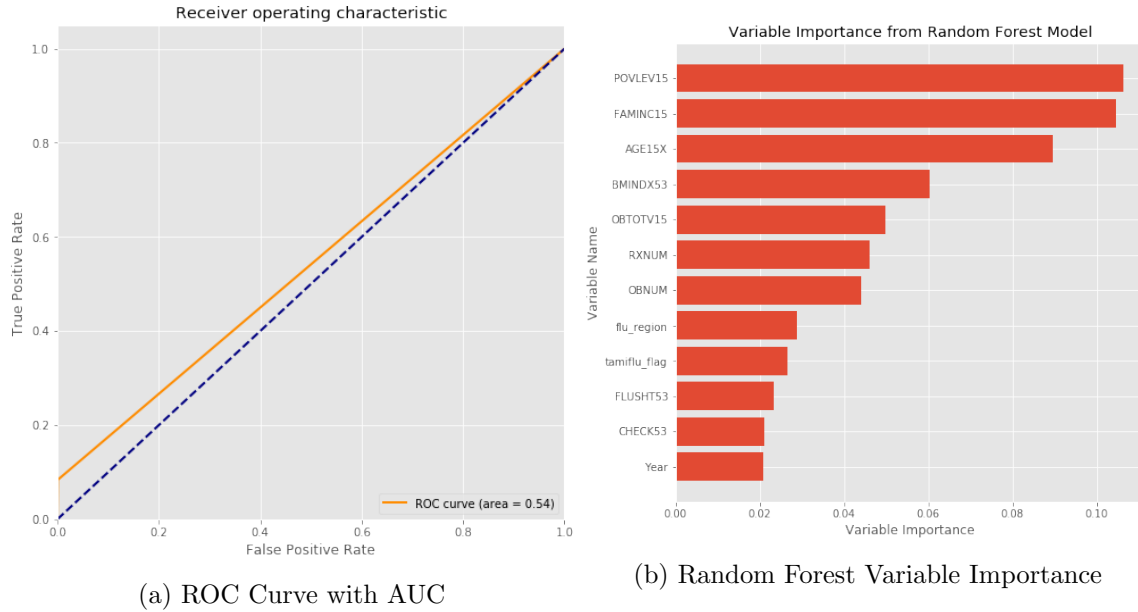 Receiver operating characteristic
1.0
0.8
0.6
0.4
0.2
0.0
True Positive Rate
0.0 0.2 0.4 0.6 0.8 1.0
False Positive Rate
ROC curve (area = 0.54)
(a) ROC Curve with AUC
Variable Importance from Random Forest Model
Variable Name
POVLEV15
FAMINC15
AGE15X
BMINDX53
OBTOTV15
RXNUM
OBNUM
flu_region
tamiflu_flag
FLUSHT53
CHECK53
Year
0.00 0.02 0.04 0.06 0.08 0.10
Variable Importance
(b) Random Forest Variable Importance